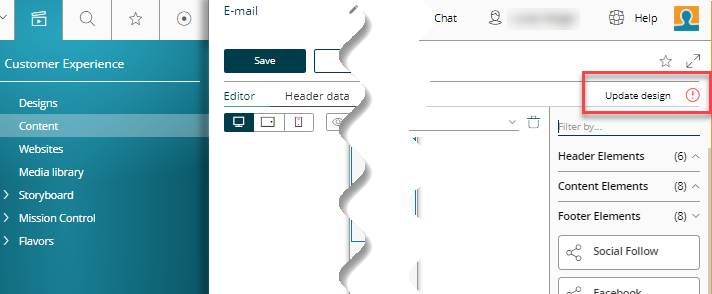 E-mail
Chat
Help
Customer Experience
Save
Update design
Designs
Editor
Header data
Content
Filter by...
Websites
Header Elements (6)
Media library
Content Elements (8)
Storyboard
Mission Control
Footer Elements (8)
Flavors
Social Follow
Facebook